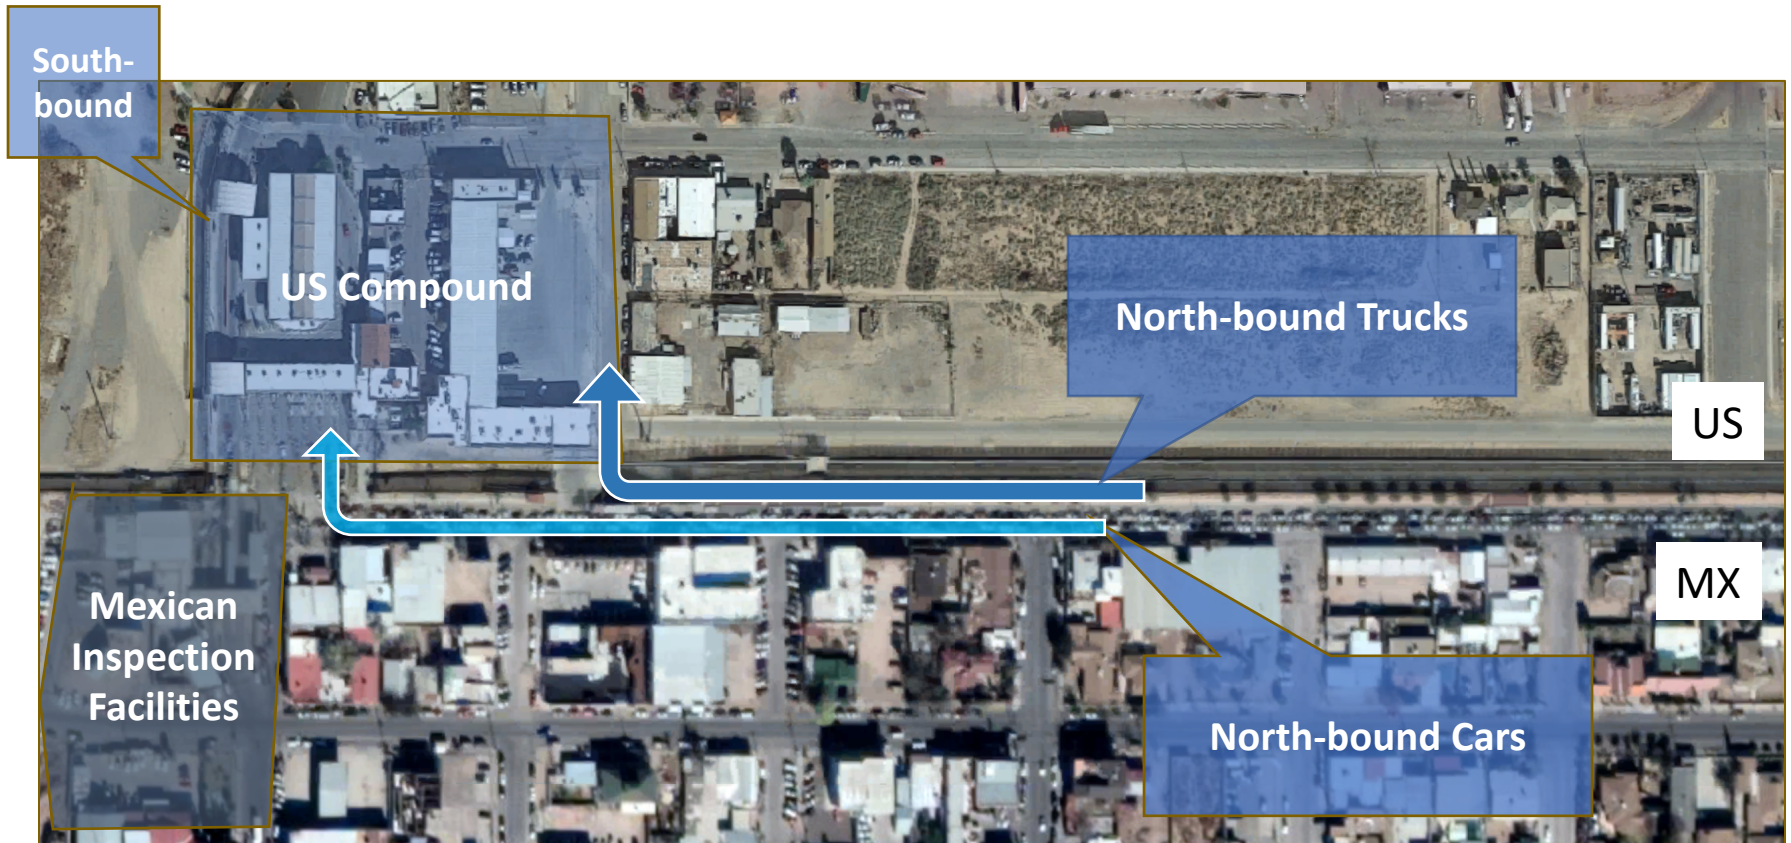 South-
bound
US Compound
North-bound Trucks
US
MX
Mexican
Inspection
Facilities
North-bound Cars